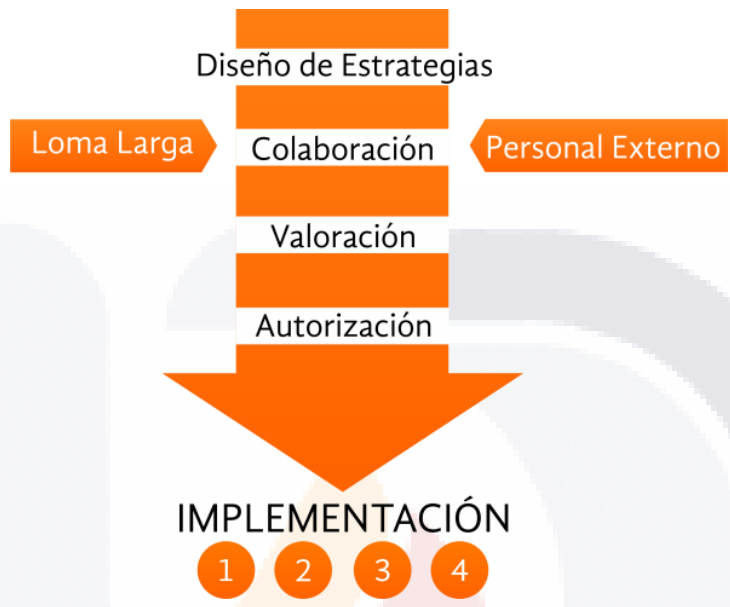 Diseño de Estrategias
Loma Larga
Colaboración
Personal Externo
Valoración
Autorización
IMPLEMENTACIÓN
1 2 3 4